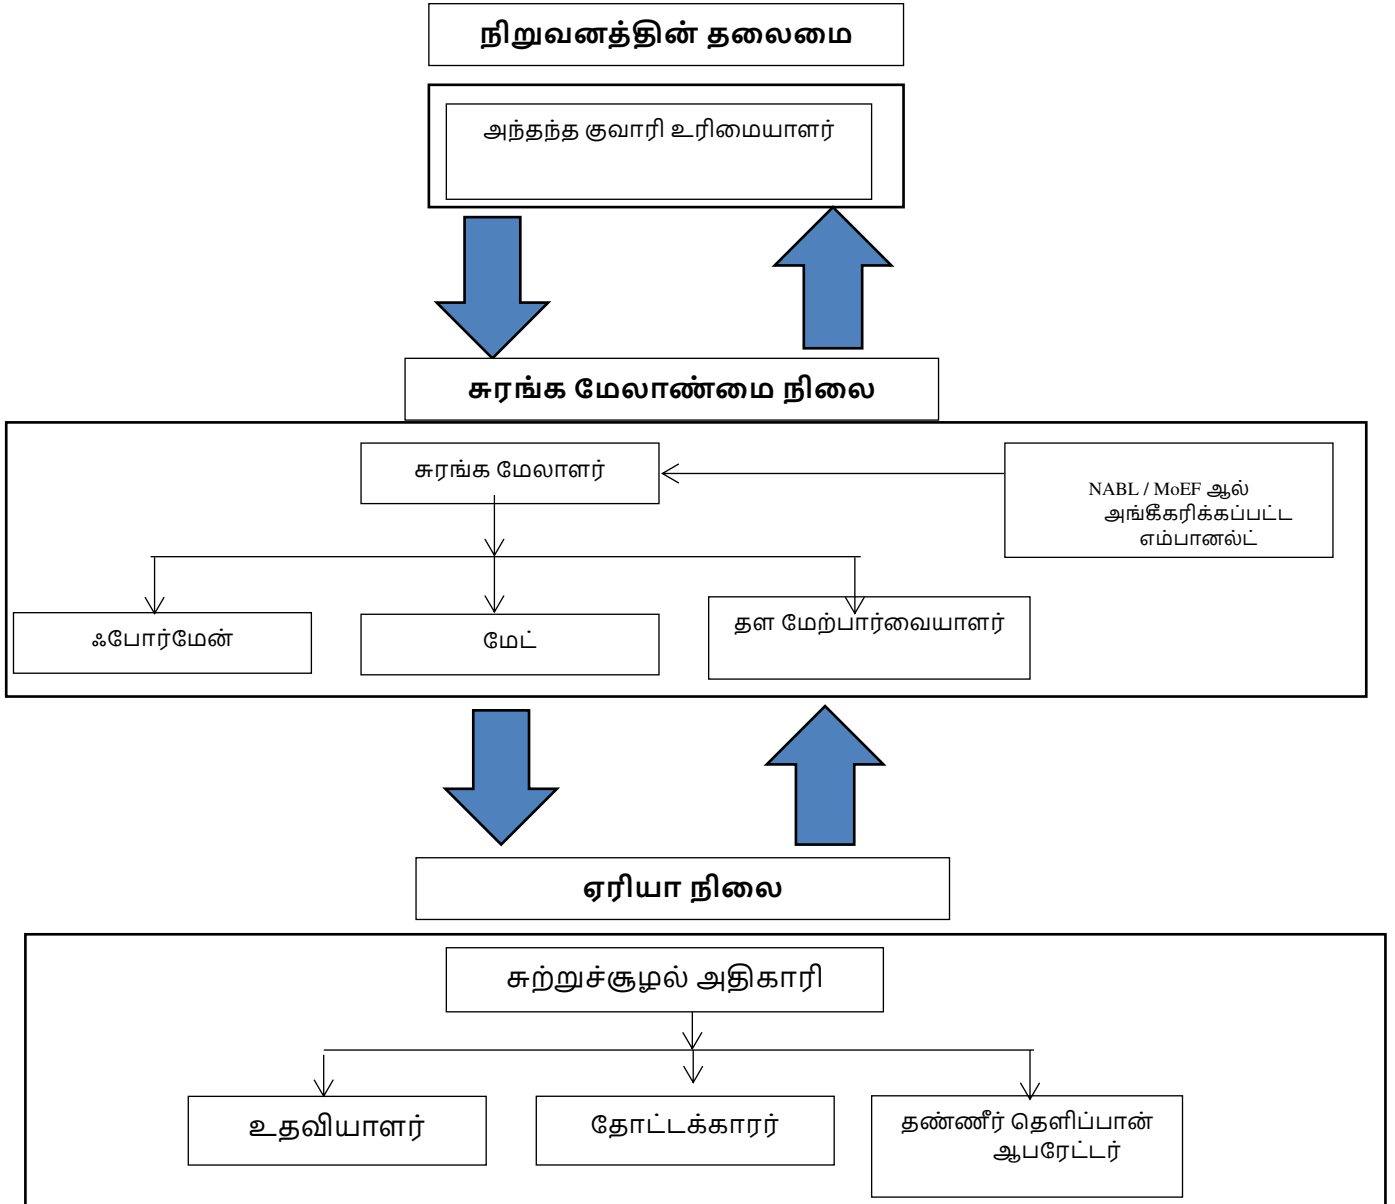 நிறுவனத்தின் தலைமை
அந்தந்த குவாரி உரிமையாளர்
சுரங்க மேலாண்மை நிலை
சுரங்க மேலாளர்
NABL / MoEF ஆல்
அங்கீகரிக்கப்பட்ட
எம்பானல்ட்
ஃபோர்மேன்
மேட்
தள மேற்பார்வையாளர்
ஏரியா நிலை
சுற்றுச்சூழல் அதிகாரி
உதவியாளர்
தோட்டக்காரர்
தண்ணீர் தெளிப்பான்
ஆபரேட்டர்